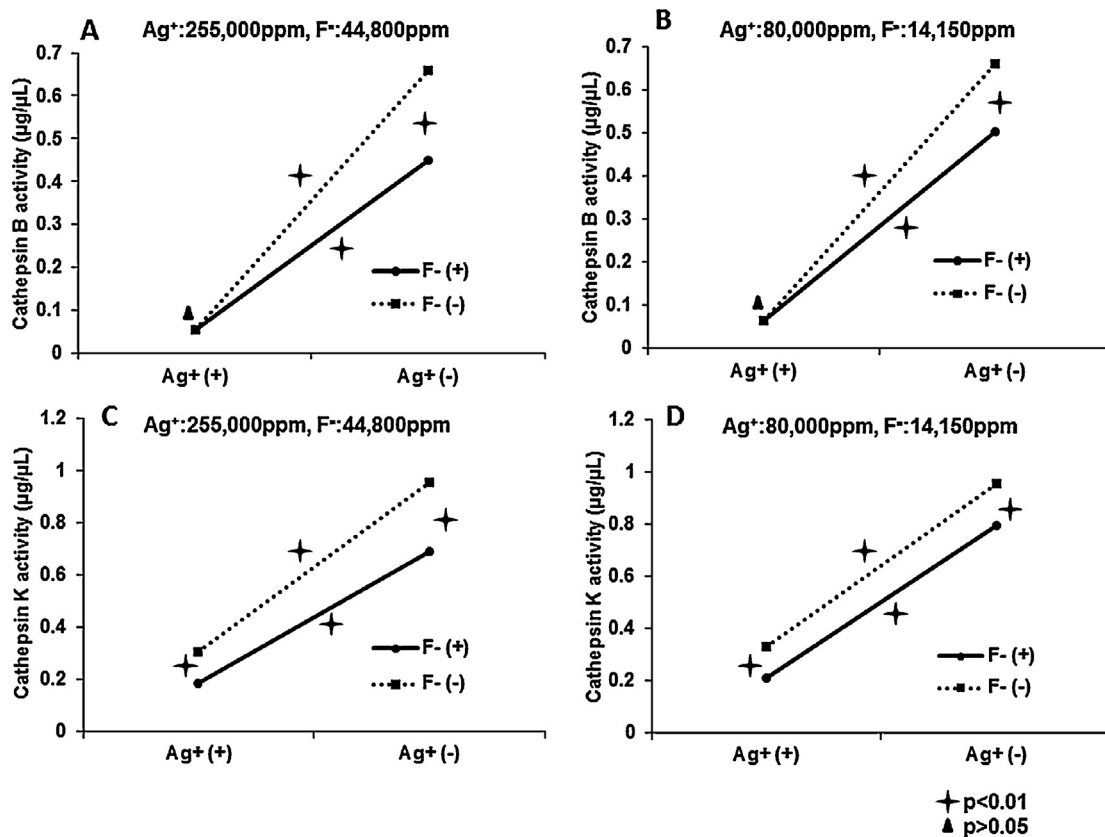 A
Ag⁺:255,000ppm, F⁻:44,800ppm
Cathepsin B activity (µg/µL)
0.7
0.6
0.5
0.4
0.3
0.2
0.1
0
F- (+)
F- (-)
Ag+ (+)
Ag+ (-)
B
Ag⁺:80,000ppm, F⁻:14,150ppm
Cathepsin B activity (µg/µL)
0.7
0.6
0.5
0.4
0.3
0.2
0.1
0
F- (+)
F- (-)
Ag+ (+)
Ag+ (-)
C
Ag⁺:255,000ppm, F⁻:44,800ppm
Cathepsin K activity (µg/µL)
1.2
1
0.8
0.6
0.4
0.2
0
F- (+)
F- (-)
Ag+ (+)
Ag+ (-)
D
Ag⁺:80,000ppm, F⁻:14,150ppm
Cathepsin K activity (µg/µL)
1.2
1
0.8
0.6
0.4
0.2
0
F- (+)
F- (-)
Ag+ (+)
Ag+ (-)
p<0.01
p>0.05